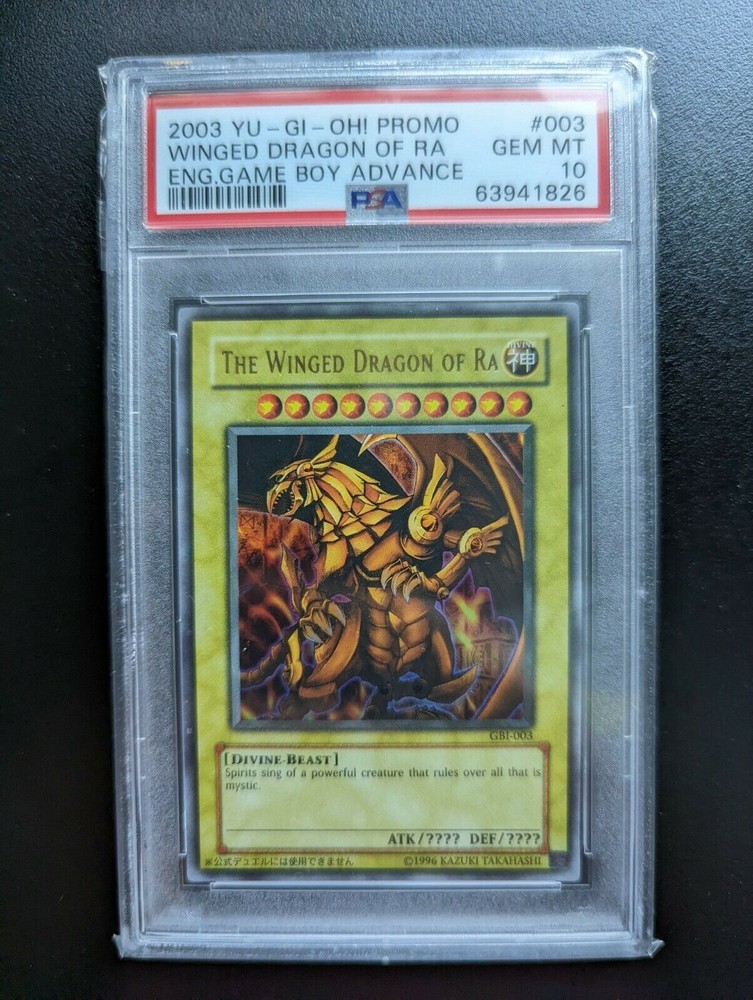 2003 YU-GI-OH! PROMO #003
WINGED DRAGON OF RA GEM MT
ENG.GAME BOY ADVANCE 10
PSA 63941826
THE WINGED DRAGON OF RA
DIVINE
神
GBI-003
[DIVINE-BEAST]
Spirits sing of a powerful creature that rules over all that is
mystic.
ATK/???? DEF/????
※公式デュエルには使用できません ©1996 KAZUKI TAKAHASHI